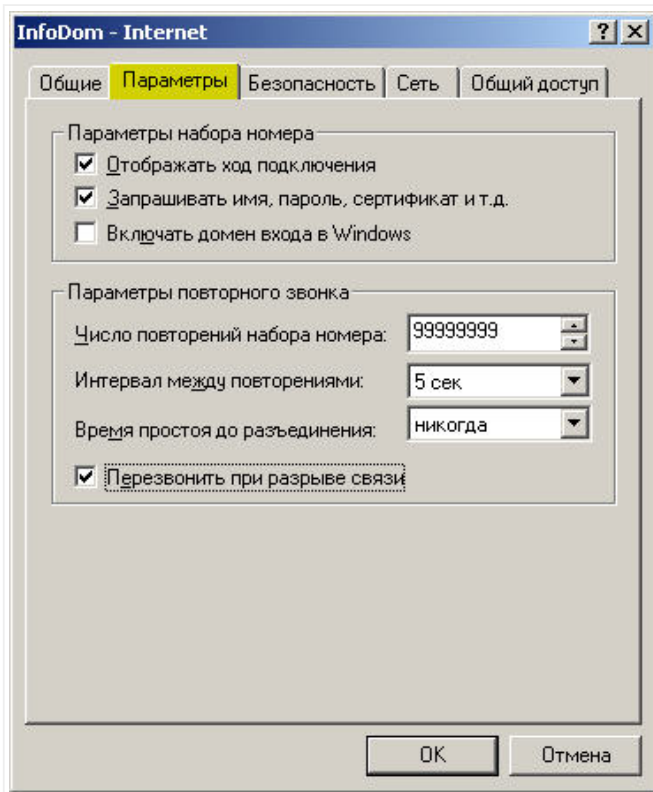 InfoDom - Internet
Общие Параметры Безопасность Сеть Общий доступ
Параметры набора номера
Отображать ход подключения
Запрашивать имя, пароль, сертификат и т.д.
Включать домен входа в Windows
Параметры повторного звонка
Число повторений набора номера: 99999999
Интервал между повторениями: 5 сек
Время простоя до разъединения: никогда
Перезвонить при разрыве связи
OK Отмена